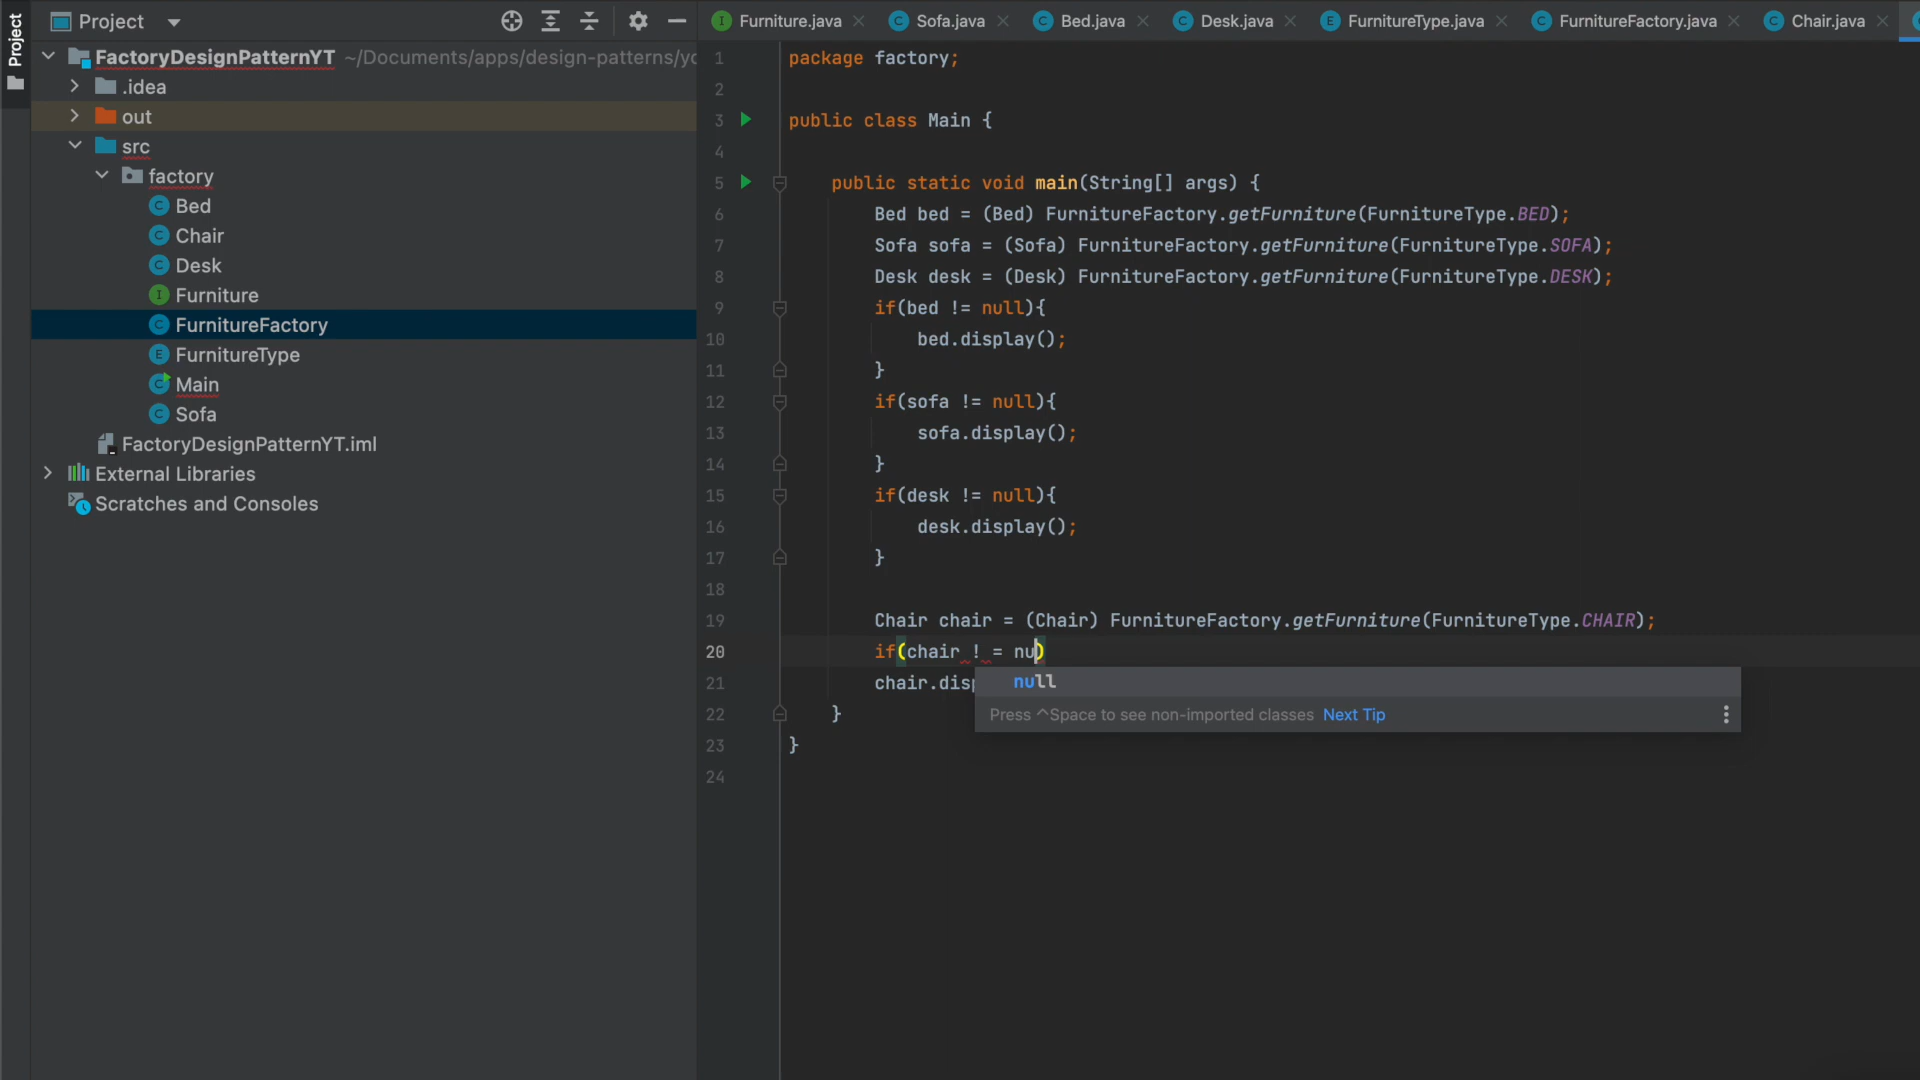 Project
Project
FactoryDesignPatternYT ~/Documents/apps/design-patterns/yo
.idea
out
src
factory
Bed
Chair
Desk
Furniture
FurnitureFactory
FurnitureType
Main
Sofa
FactoryDesignPatternYT.iml
External Libraries
Scratches and Consoles
Furniture.java Sofa.java Bed.java Desk.java FurnitureType.java FurnitureFactory.java Chair.java
1 package factory;
2
3 public class Main {
4
5 public static void main(String[] args) {
6 Bed bed = (Bed) FurnitureFactory.getFurniture(FurnitureType.BED);
7 Sofa sofa = (Sofa) FurnitureFactory.getFurniture(FurnitureType.SOFA);
8 Desk desk = (Desk) FurnitureFactory.getFurniture(FurnitureType.DESK);
9 if(bed != null){
10 bed.display();
11 }
12 if(sofa != null){
13 sofa.display();
14 }
15 if(desk != null){
16 desk.display();
17 }
18
19 Chair chair = (Chair) FurnitureFactory.getFurniture(FurnitureType.CHAIR);
20 if(chair ! = nu)
21 chair.disp
null
22 }
Press ^Space to see non-imported classes Next Tip
23 }
24